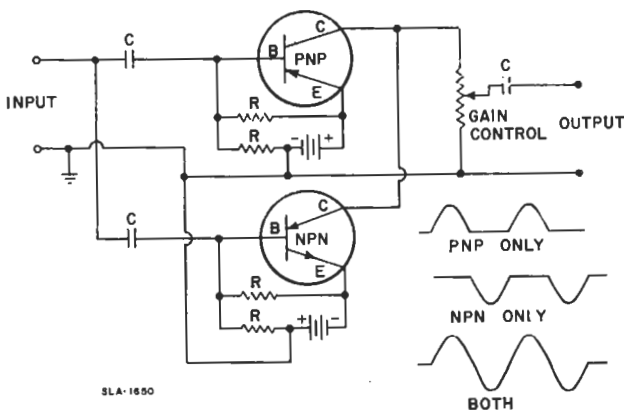 C
C
B
PNP
INPUT
E
R
R
- +
C
GAIN
CONTROL
OUTPUT
C
C
B
NPN
E
R
R
+ -
PNP ONLY
NPN ONLY
BOTH
SLA-1650